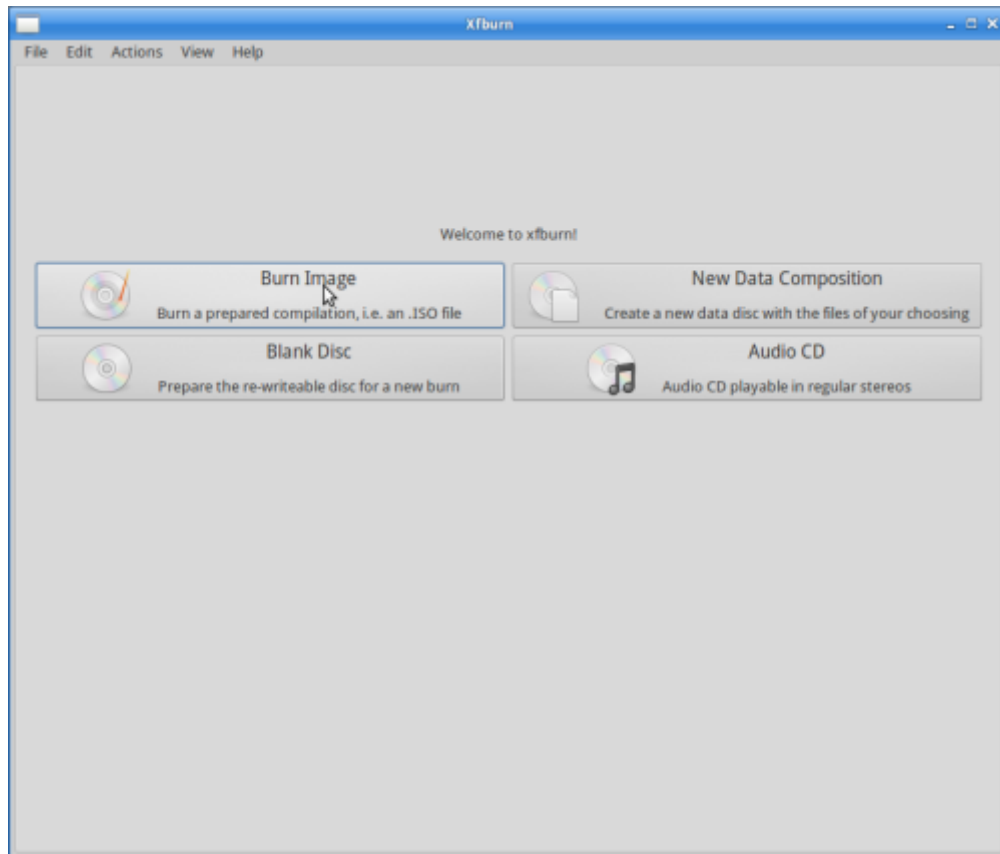 Xfburn
File Edit Actions View Help
Welcome to xfburn!
Burn Image
Burn a prepared compilation, i.e. an .ISO file
New Data Composition
Create a new data disc with the files of your choosing
Blank Disc
Prepare the re-writeable disc for a new burn
Audio CD
Audio CD playable in regular stereos